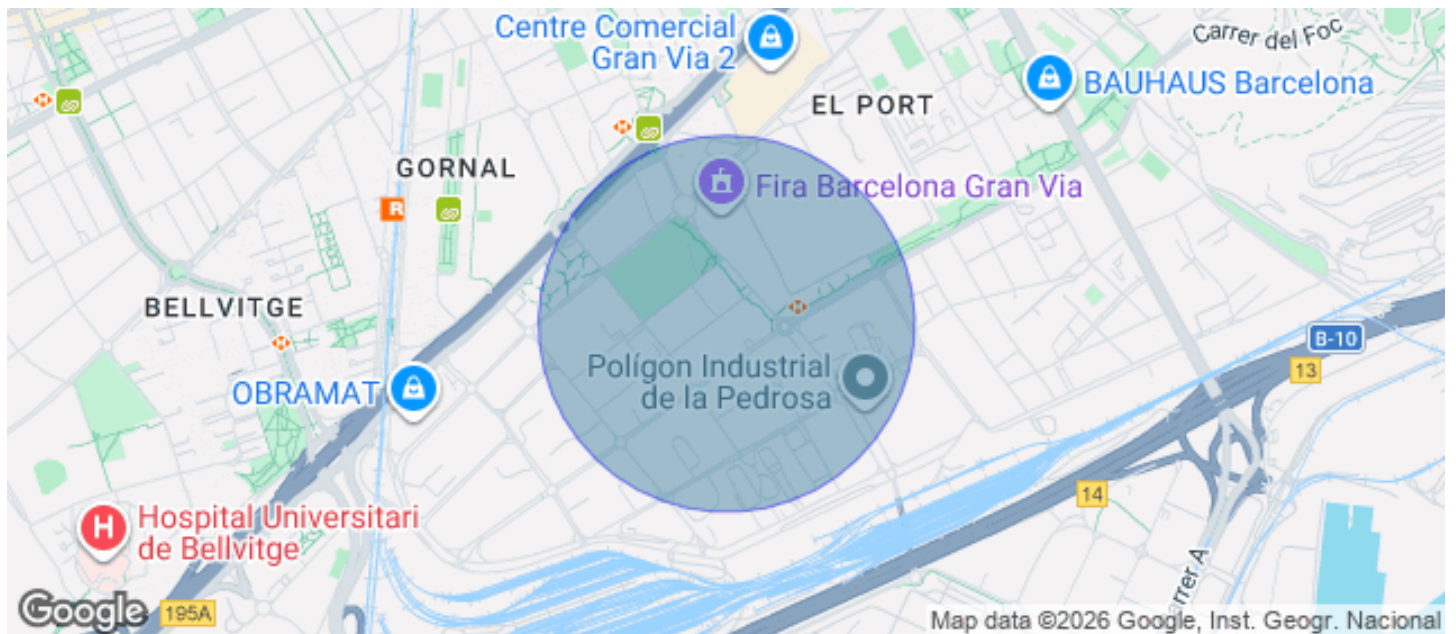 Centre Comercial
Gran Via 2
Carrer del Foc
BAUHAUS Barcelona
EL PORT
GORNAL
Fira Barcelona Gran Via
R
BELLVITGE
B-10
13
Polígon Industrial
de la Pedrosa
OBRAMAT
14
H
Hospital Universitari
de Bellvitge
Carrer A
Google
195A
Map data ©2026 Google, Inst. Geogr. Nacional